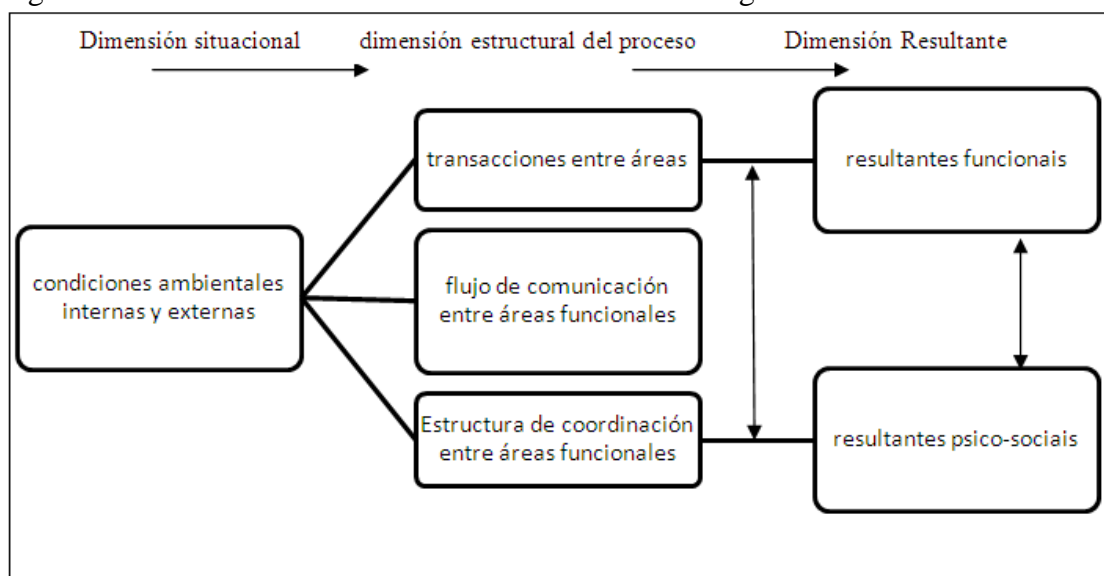 Dimensión situacional
dimensión estructural del proceso
Dimensión Resultante
transacciones entre áreas
resultantes funcionais
condiciones ambientales
internas y externas
flujo de comunicación
entre áreas funcionales
Estructura de coordinación
entre áreas funcionales
resultantes psico-sociais